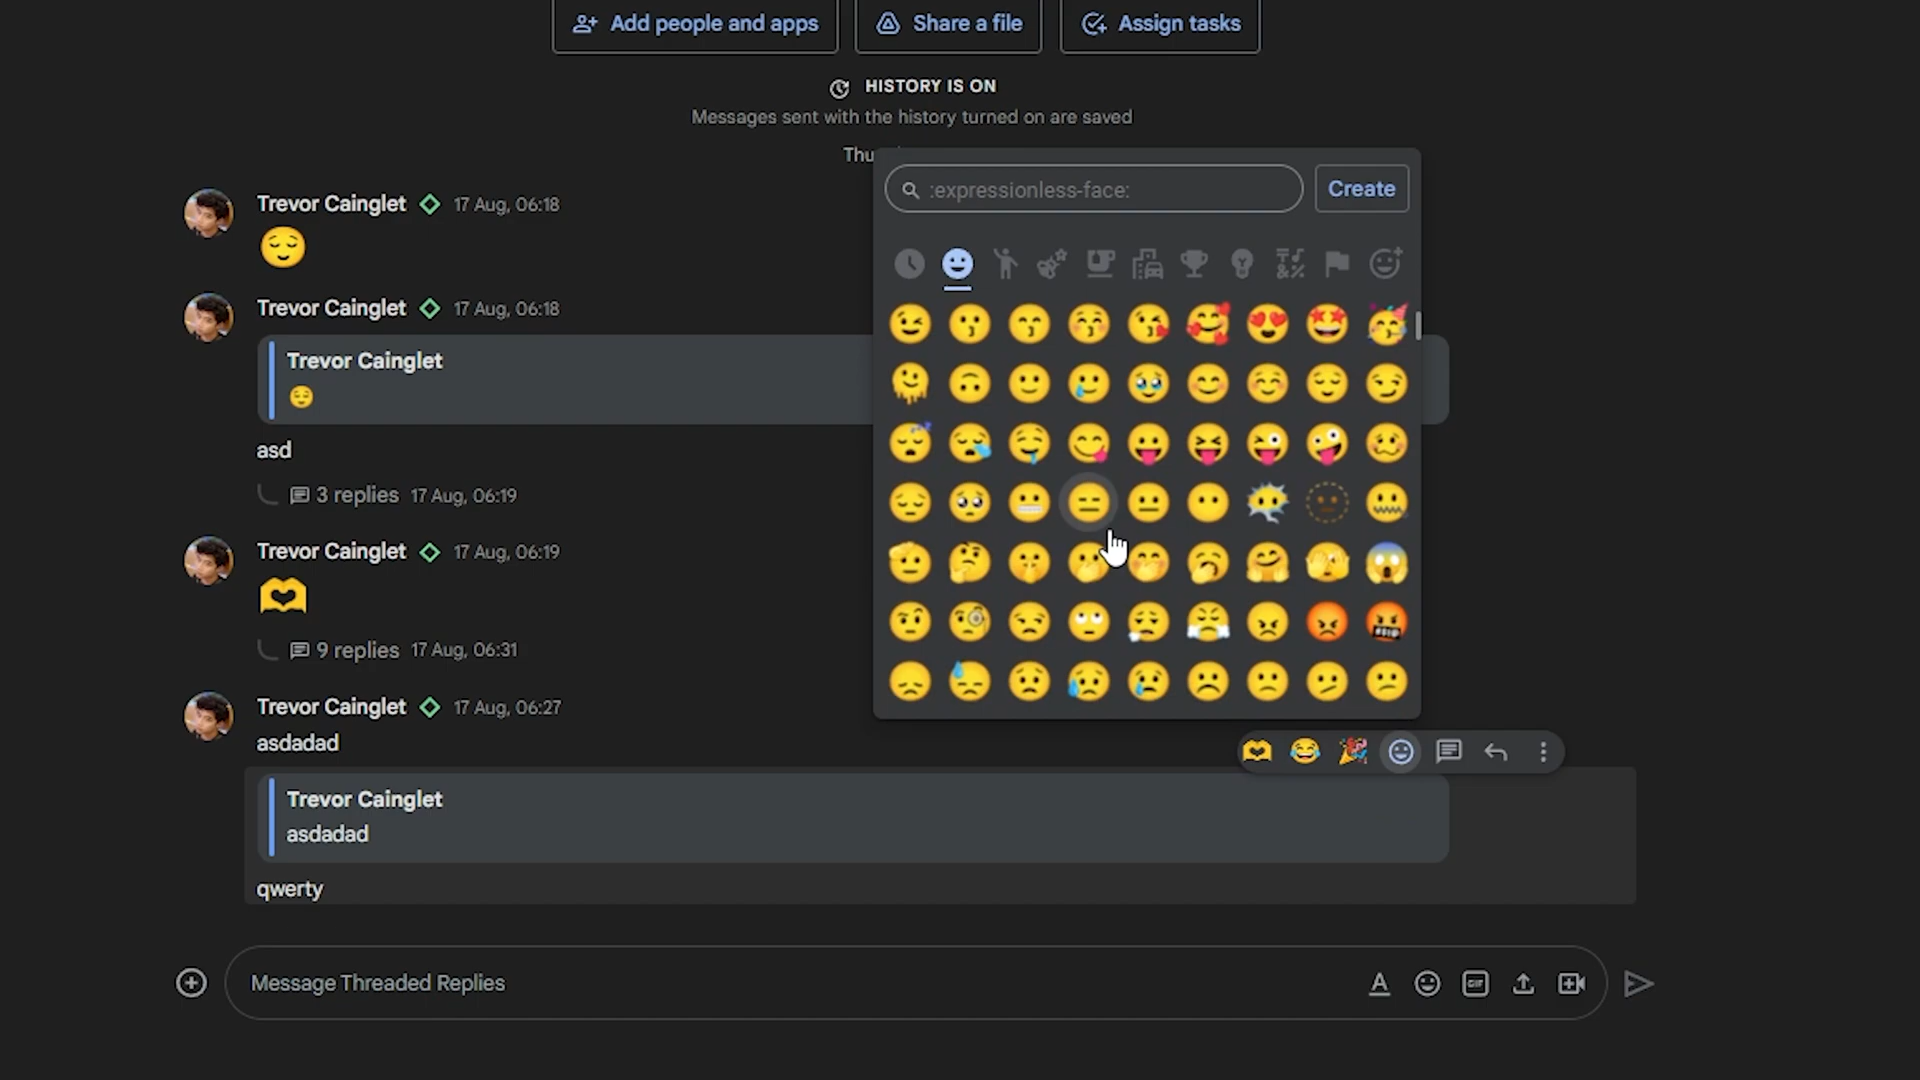 Add people and apps
Share a file
Assign tasks
HISTORY IS ON
Messages sent with the history turned on are saved
Trevor Cainglet 17 Aug, 06:18
Trevor Cainglet 17 Aug, 06:18
Trevor Cainglet
asd
3 replies 17 Aug, 06:19
Trevor Cainglet 17 Aug, 06:19
9 replies 17 Aug, 06:31
Trevor Cainglet 17 Aug, 06:27
asdadad
Trevor Cainglet
asdadad
qwerty
:expressionless-face:
Create
Message Threaded Replies
GIF